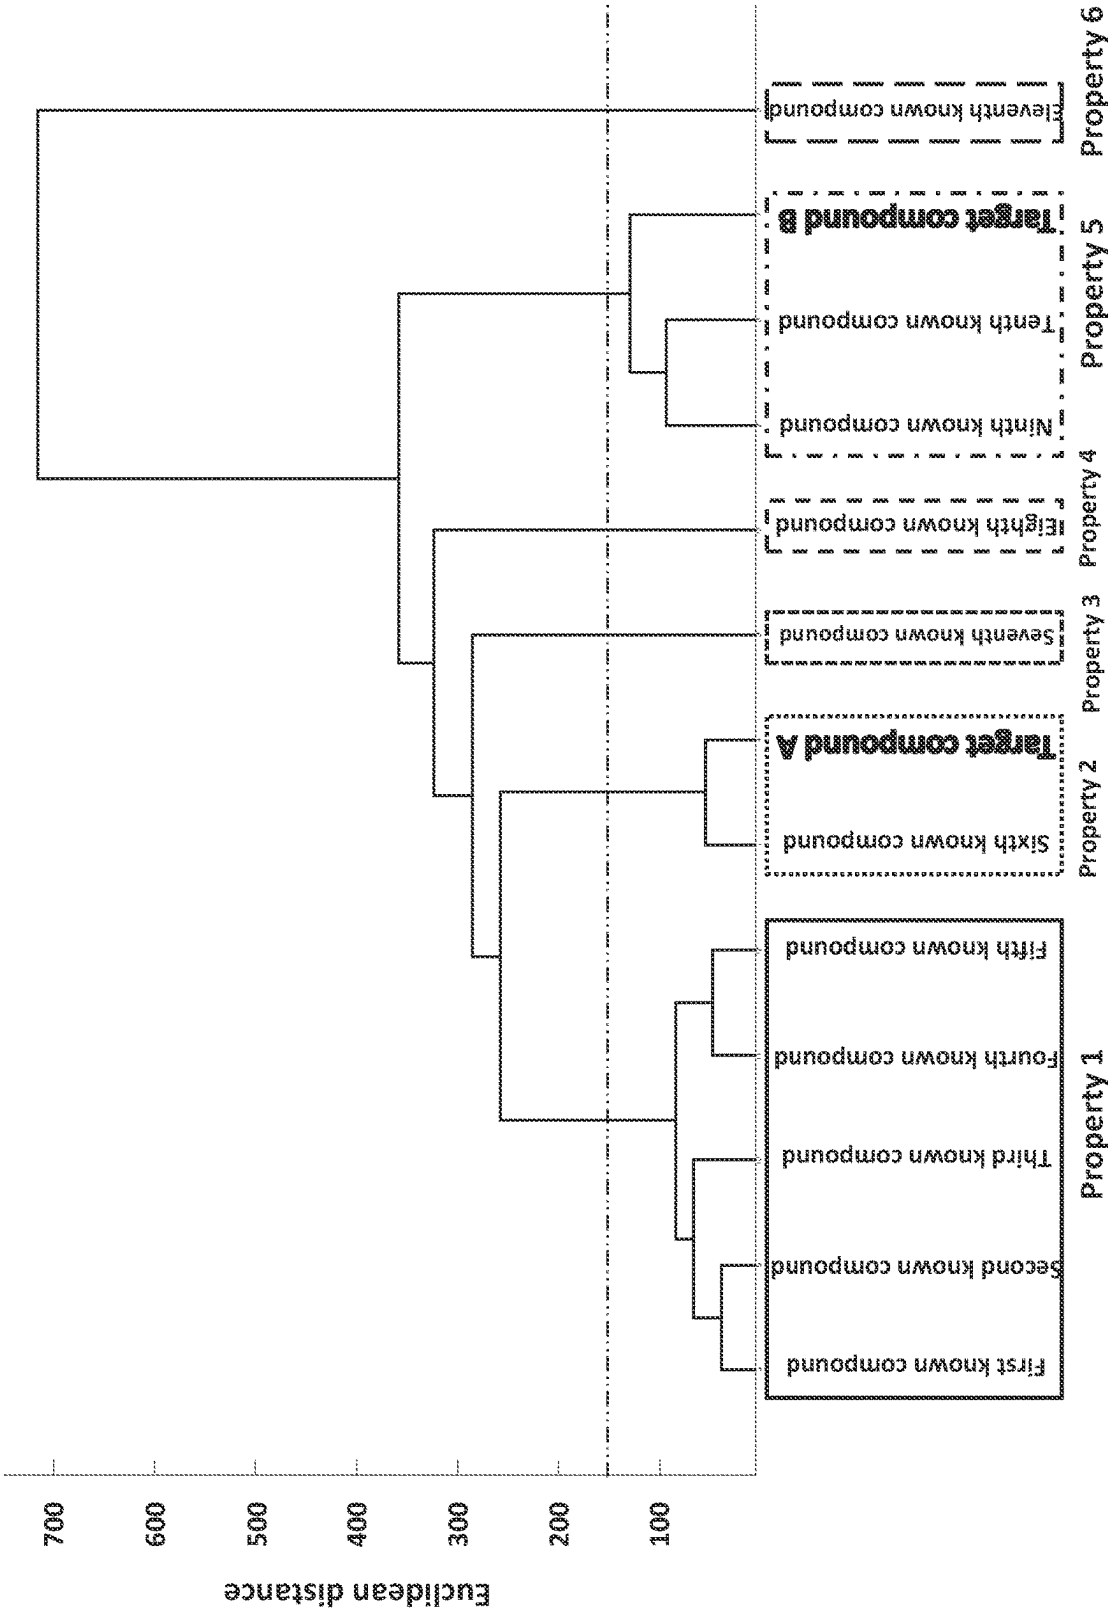 Euclidean distance
700
600
500
400
300
200
100
First known compound
Second known compound
Third known compound
Fourth known compound
Fifth known compound
Sixth known compound
Target compound A
Seventh known compound
Eighth known compound
Ninth known compound
Tenth known compound
Target compound B
Eleventh known compound
Property 1
Property 2
Property 3
Property 4
Property 5
Property 6